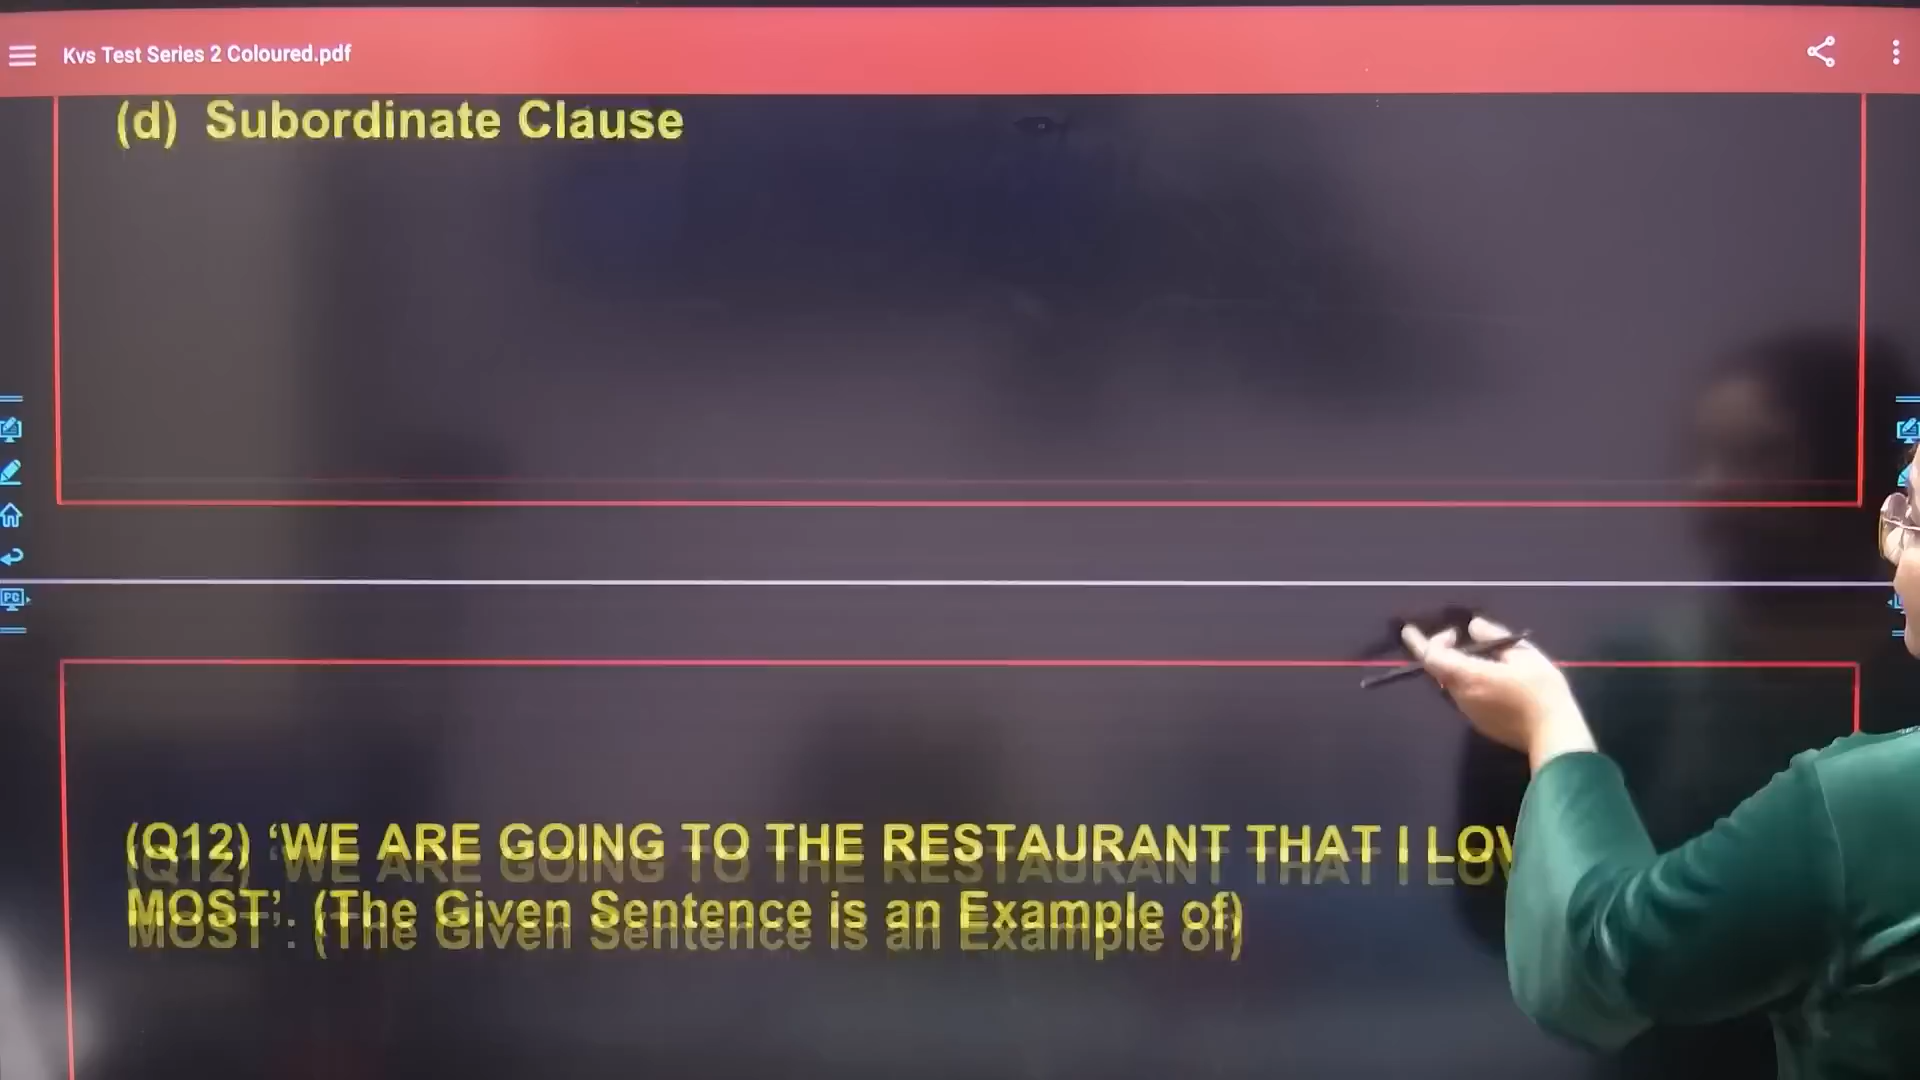 Kvs Test Series 2 Coloured.pdf
(d) Subordinate Clause
PC
(Q12) ‘WE ARE GOING TO THE RESTAURANT THAT I
MOST’: (The Given Sentence is an Example of)